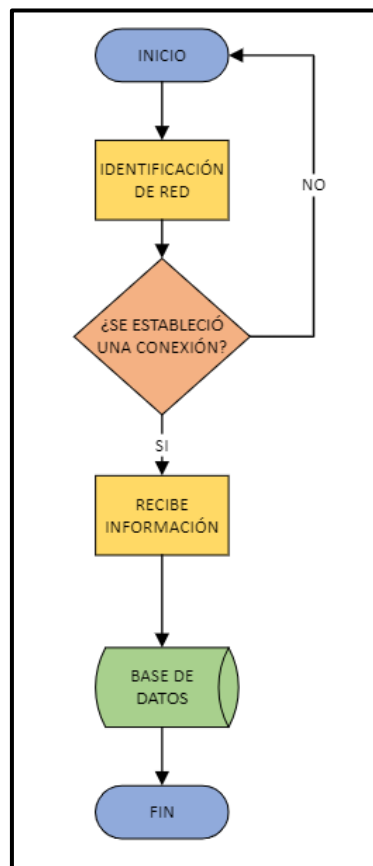 INICIO
IDENTIFICACIÓN
DE RED
NO
¿SE ESTABLECIÓ
UNA CONEXIÓN?
SI
RECIBE
INFORMACIÓN
BASE DE
DATOS
FIN